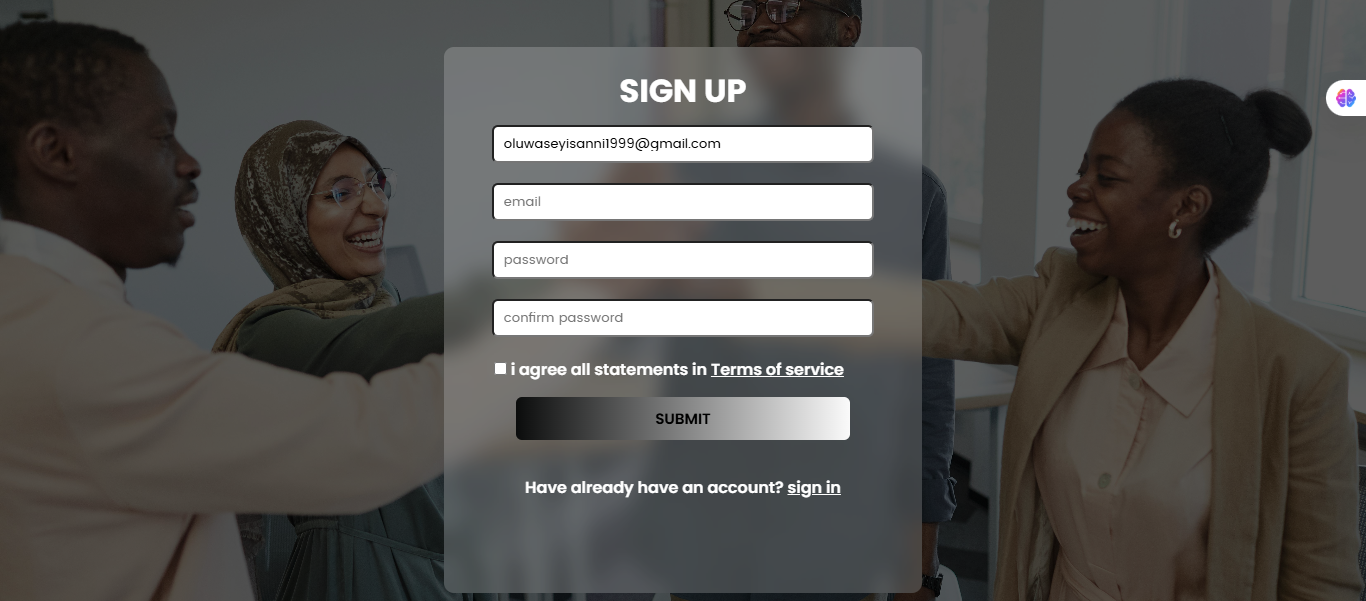 SIGN UP
oluwaseyisanni1999@gmail.com
email
password
confirm password
i agree all statements in Terms of service
SUBMIT
Have already have an account? sign in